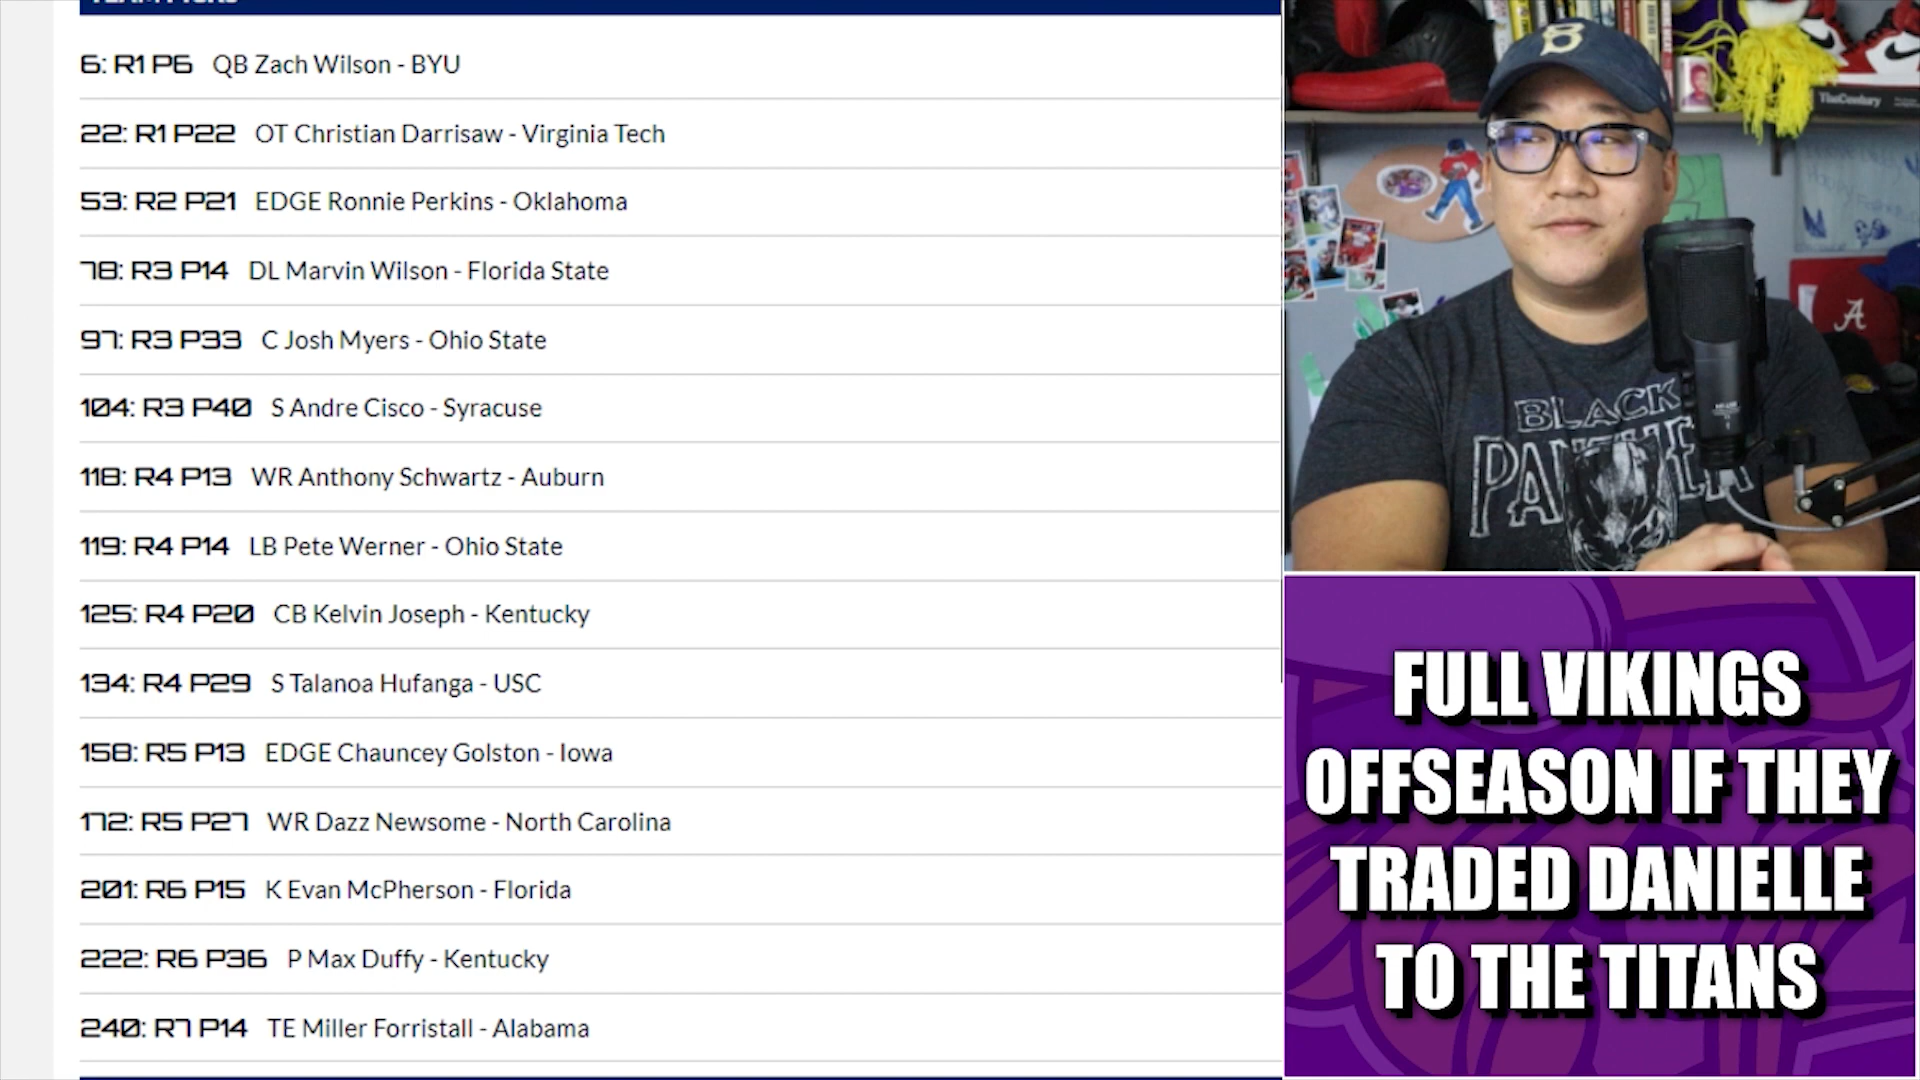 TEAM PICKS
6: R1 P6 QB Zach Wilson - BYU
22: R1 P22 OT Christian Darrisaw - Virginia Tech
53: R2 P21 EDGE Ronnie Perkins - Oklahoma
78: R3 P14 DL Marvin Wilson - Florida State
97: R3 P33 C Josh Myers - Ohio State
104: R3 P40 S Andre Cisco - Syracuse
118: R4 P13 WR Anthony Schwartz - Auburn
119: R4 P14 LB Pete Werner - Ohio State
125: R4 P20 CB Kelvin Joseph - Kentucky
134: R4 P29 S Talanoa Hufanga - USC
158: R5 P13 EDGE Chauncey Golston - Iowa
172: R5 P27 WR Dazz Newsome - North Carolina
201: R6 P15 K Evan McPherson - Florida
222: R6 P36 P Max Duffy - Kentucky
240: R7 P14 TE Miller Forristall - Alabama
B
BLACK
PANTHER
A
FULL VIKINGS
OFFSEASON IF THEY
TRADED DANIELLE
TO THE TITANS